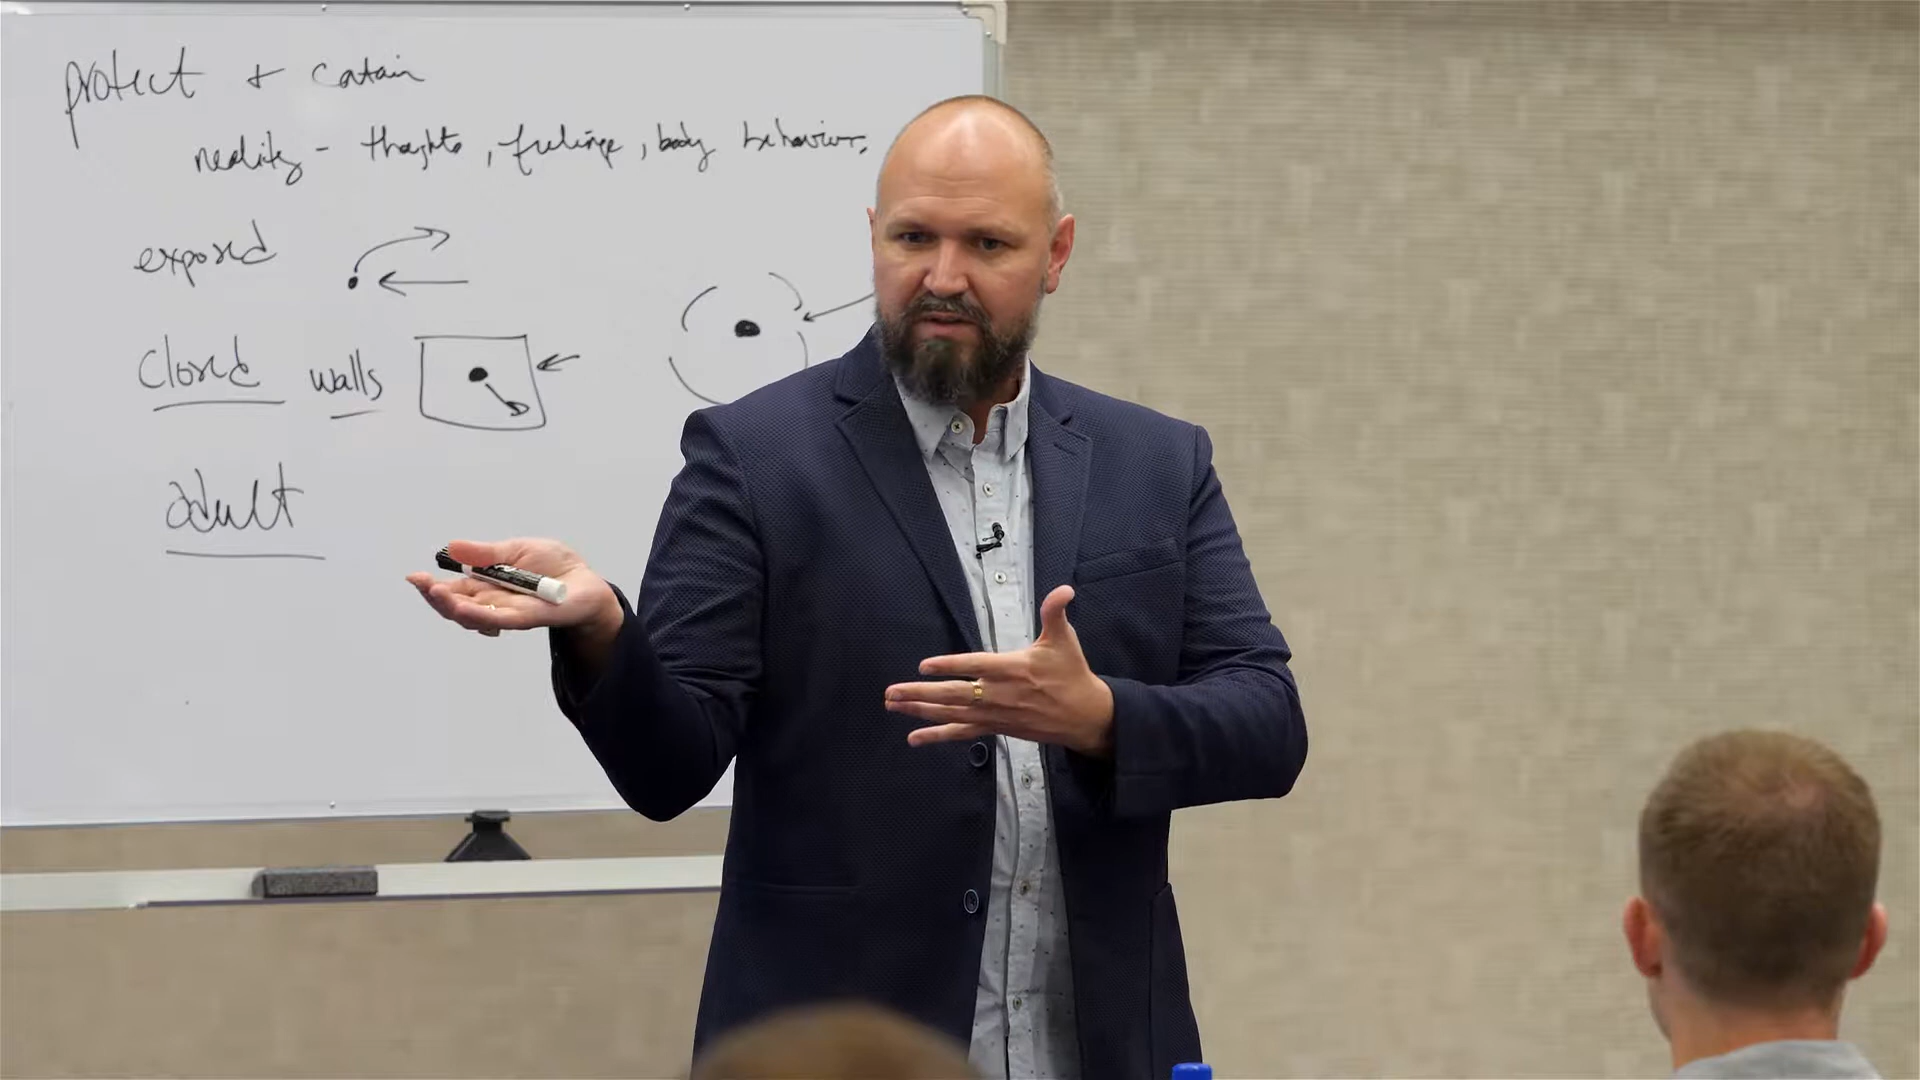 protect + contain
reality - thoughts, feelings, body behaviors
exposed
closed walls
adult